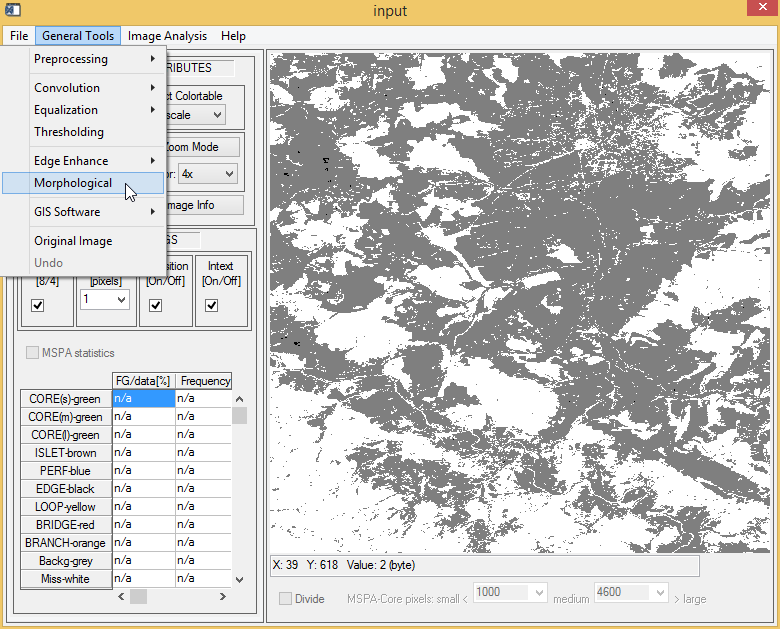 input
File General Tools Image Analysis Help
Preprocessing
Convolution
Equalization
Thresholding
Edge Enhance
Morphological
GIS Software
Original Image
Undo
RIBUTES
ct Colortable
scale
Zoom Mode
or: 4x
mage Info
GS
[8/4] [pixels] [On/Off] Intext
[On/Off]
1
MSPA statistics
FG/data[%] Frequency
CORE(s)-green n/a n/a
CORE(m)-green n/a n/a
CORE(l)-green n/a n/a
ISLET-brown n/a n/a
PERF-blue n/a n/a
EDGE-black n/a n/a
LOOP-yellow n/a n/a
BRIDGE-red n/a n/a
BRANCH-orange n/a n/a
Backg-grey n/a n/a
Miss-white n/a n/a
X: 39 Y: 618 Value: 2 (byte)
Divide MSPA-Core pixels: small < 1000 medium 4600 > large